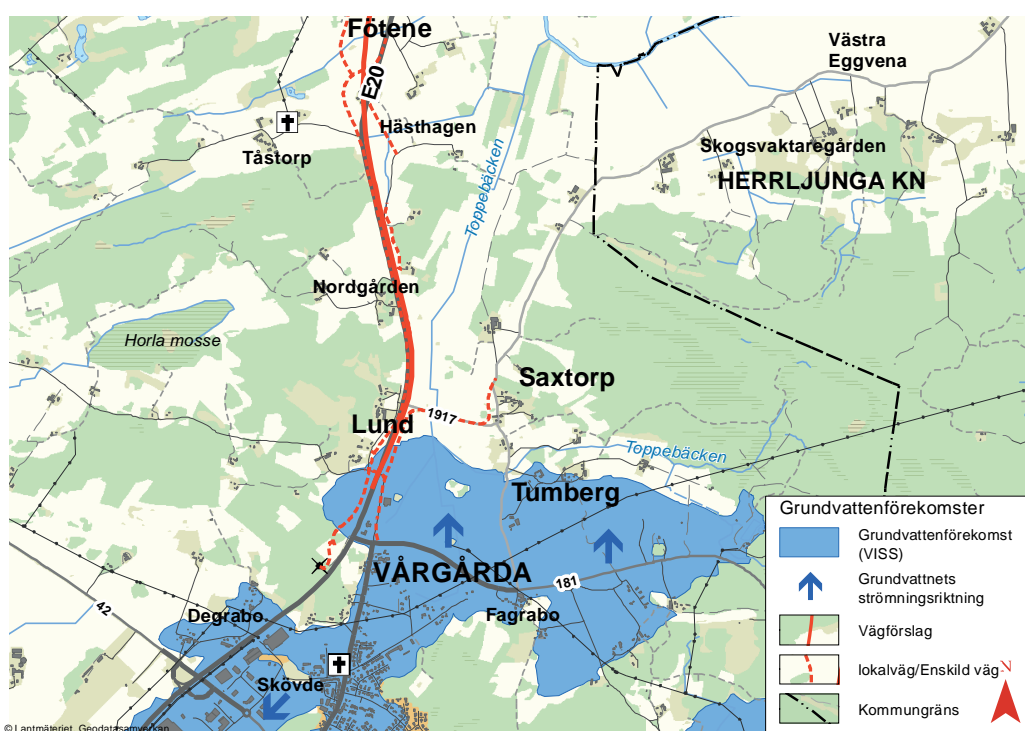 Fötene
Västra
Eggvena
E20
Hästhagen
Tåstorp
Skogsvaktaregården
HERRLJUNGA KN
Toppebäcken
Nordgården
Horla mosse
Saxtorp
1917
Lund
Toppebäcken
Tumberg
VÅRGÅRDA
181
42
Degrabo
Fagrabo
Skövde
Grundvattenförekomster
Grundvattenförekomst
(VISS)
Grundvattnets
strömningsriktning
Vägförslag
lokalväg/Enskild väg
N
Kommungräns
© Lantmäteriet, Geodatasamverkan